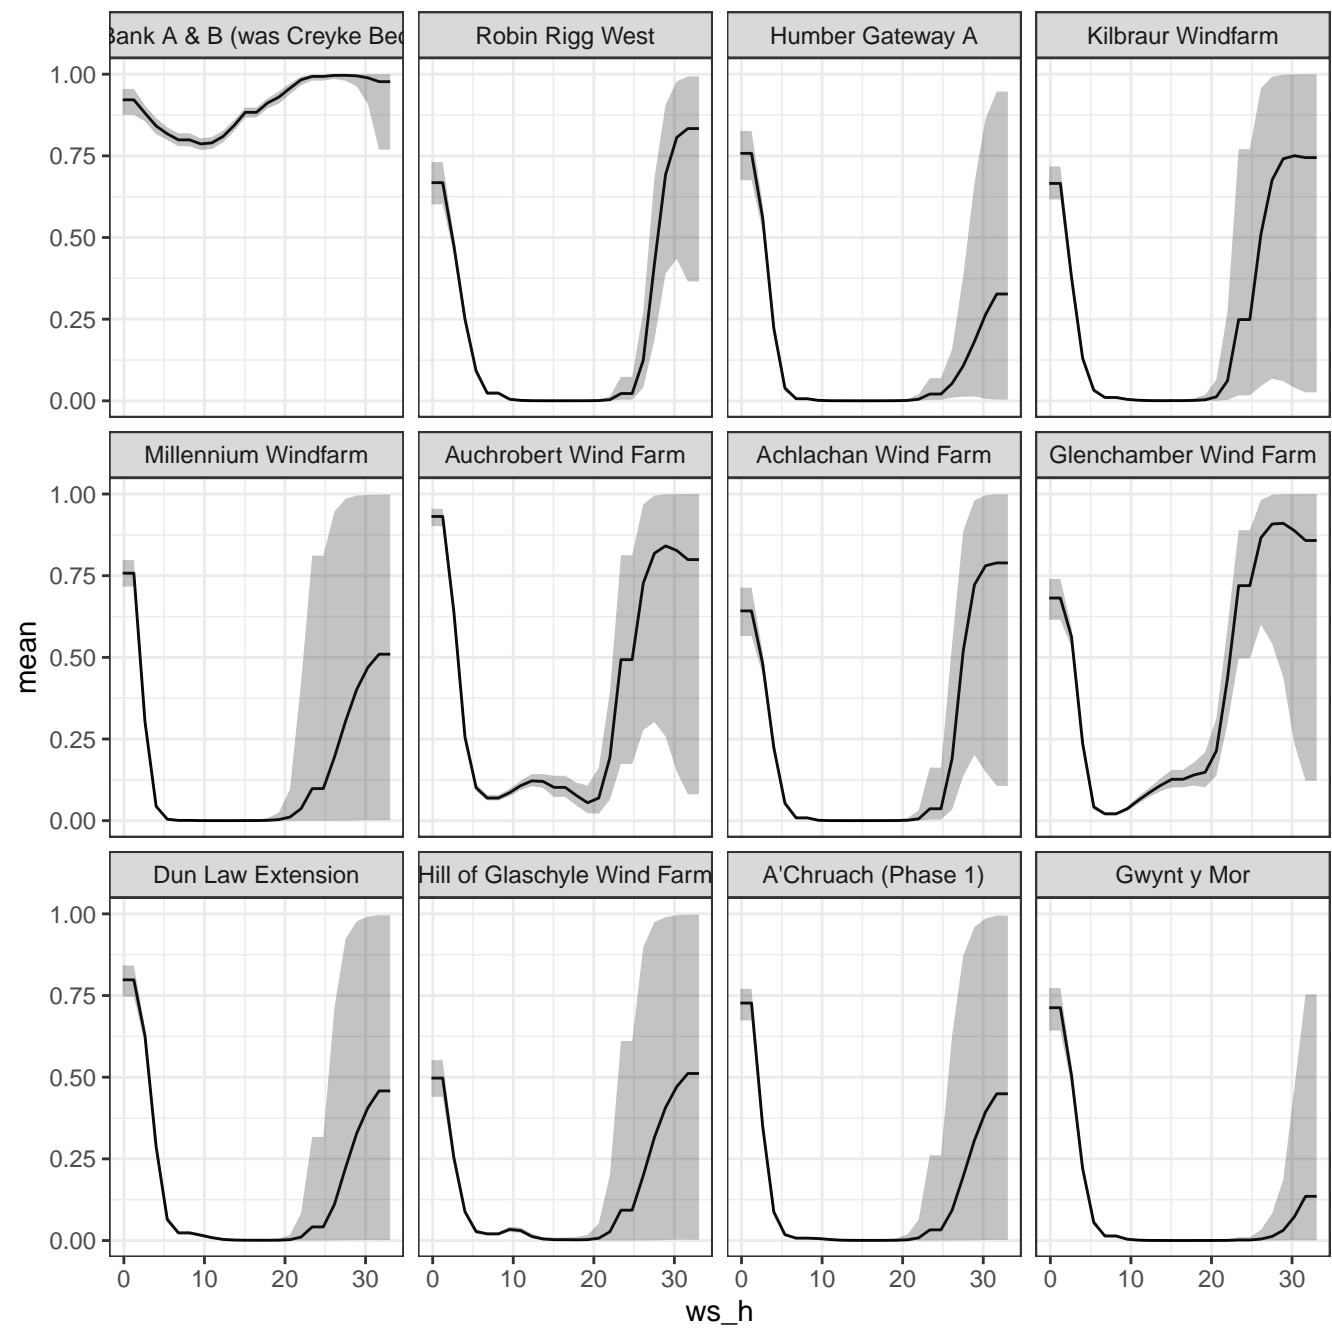 Bank A & B (was Creyke Bed
Robin Rigg West
Humber Gateway A
Kilbraur Windfarm
1.00
0.75
0.50
0.25
0.00
Millennium Windfarm
Auchrobert Wind Farm
Achlachan Wind Farm
Glenchamber Wind Farm
1.00
0.75
0.50
0.25
0.00
mean
Dun Law Extension
Hill of Glaschyle Wind Farm
A'Chruach (Phase 1)
Gwynt y Mor
1.00
0.75
0.50
0.25
0.00
0 10 20 30
0 10 20 30
0 10 20 30
0 10 20 30
ws_h